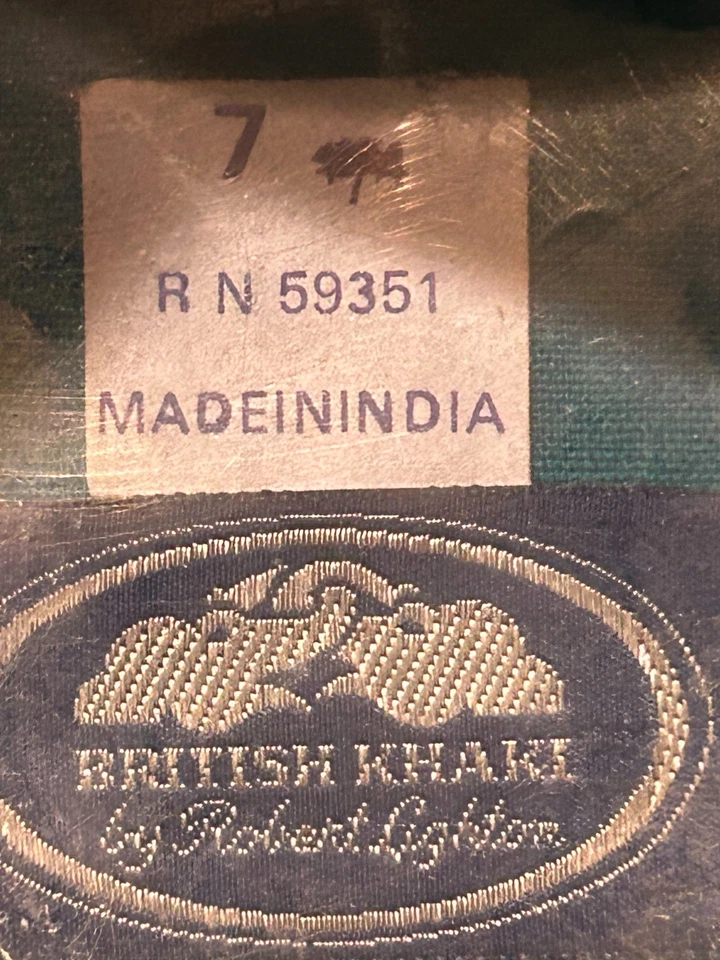 7
R N 59351
MADEININDIA
BRITISH KHAKI
by Robert Lighton